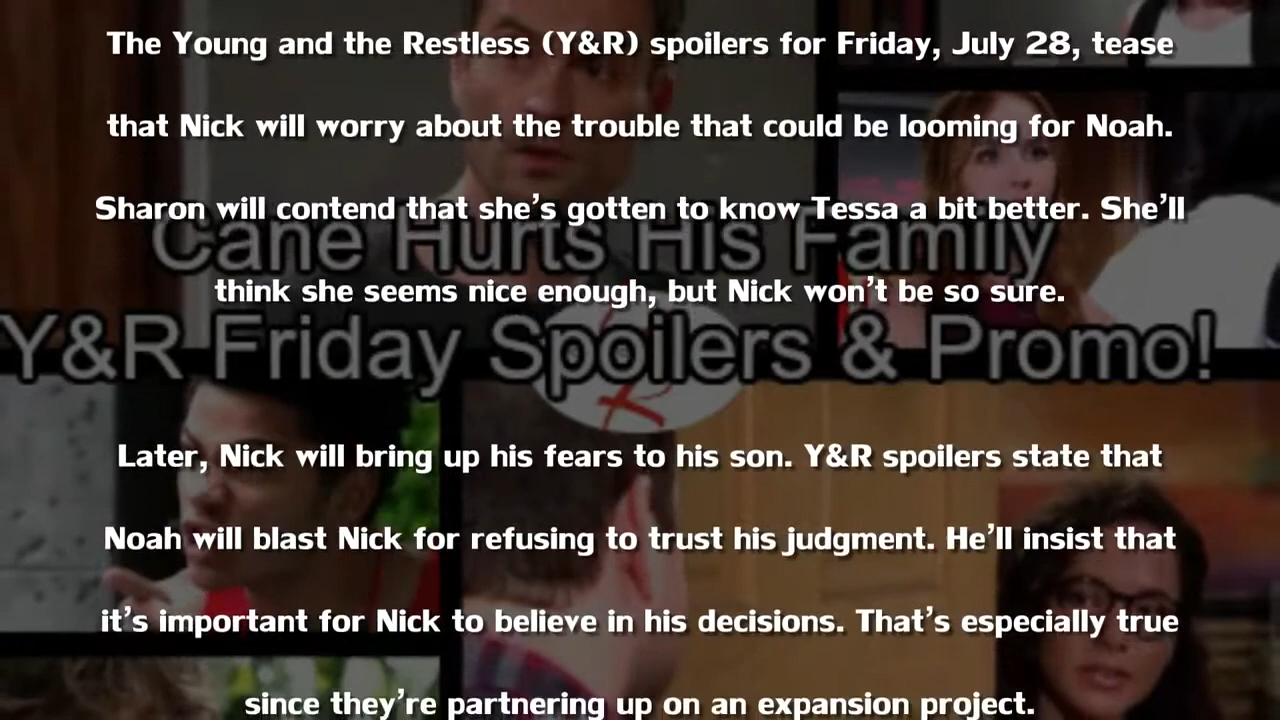 The Young and the Restless (Y&R) spoilers for Friday, July 28, tease
that Nick will worry about the trouble that could be looming for Noah.
Sharon will contend that she's gotten to know Tessa a bit better. She'll
Cane Hurts His Family
think she seems nice enough, but Nick won't be so sure.
Y&R Friday Spoilers & Promo!
Later, Nick will bring up his fears to his son. Y&R spoilers state that
Noah will blast Nick for refusing to trust his judgment. He'll insist that
it's important for Nick to believe in his decisions. That's especially true
since they're partnering up on an expansion project.